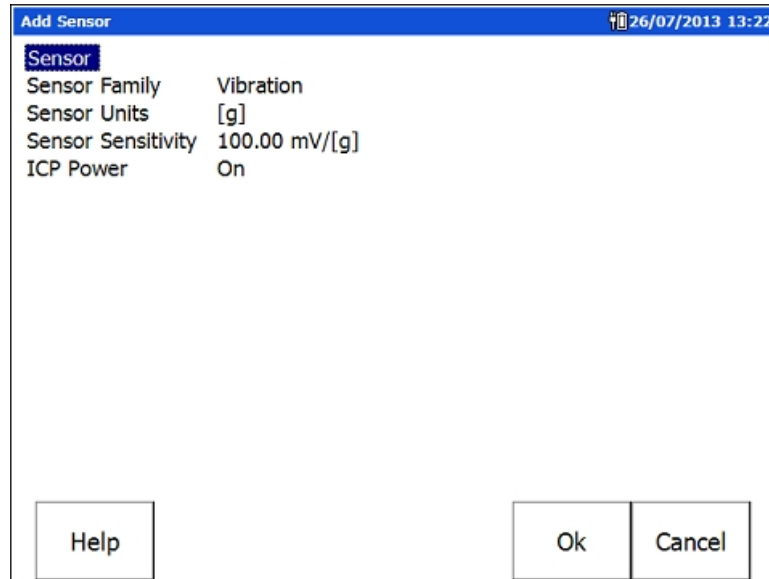 Add Sensor 26/07/2013 13:22
Sensor
Sensor Family Vibration
Sensor Units [g]
Sensor Sensitivity 100.00 mV/[g]
ICP Power On
Help Ok Cancel